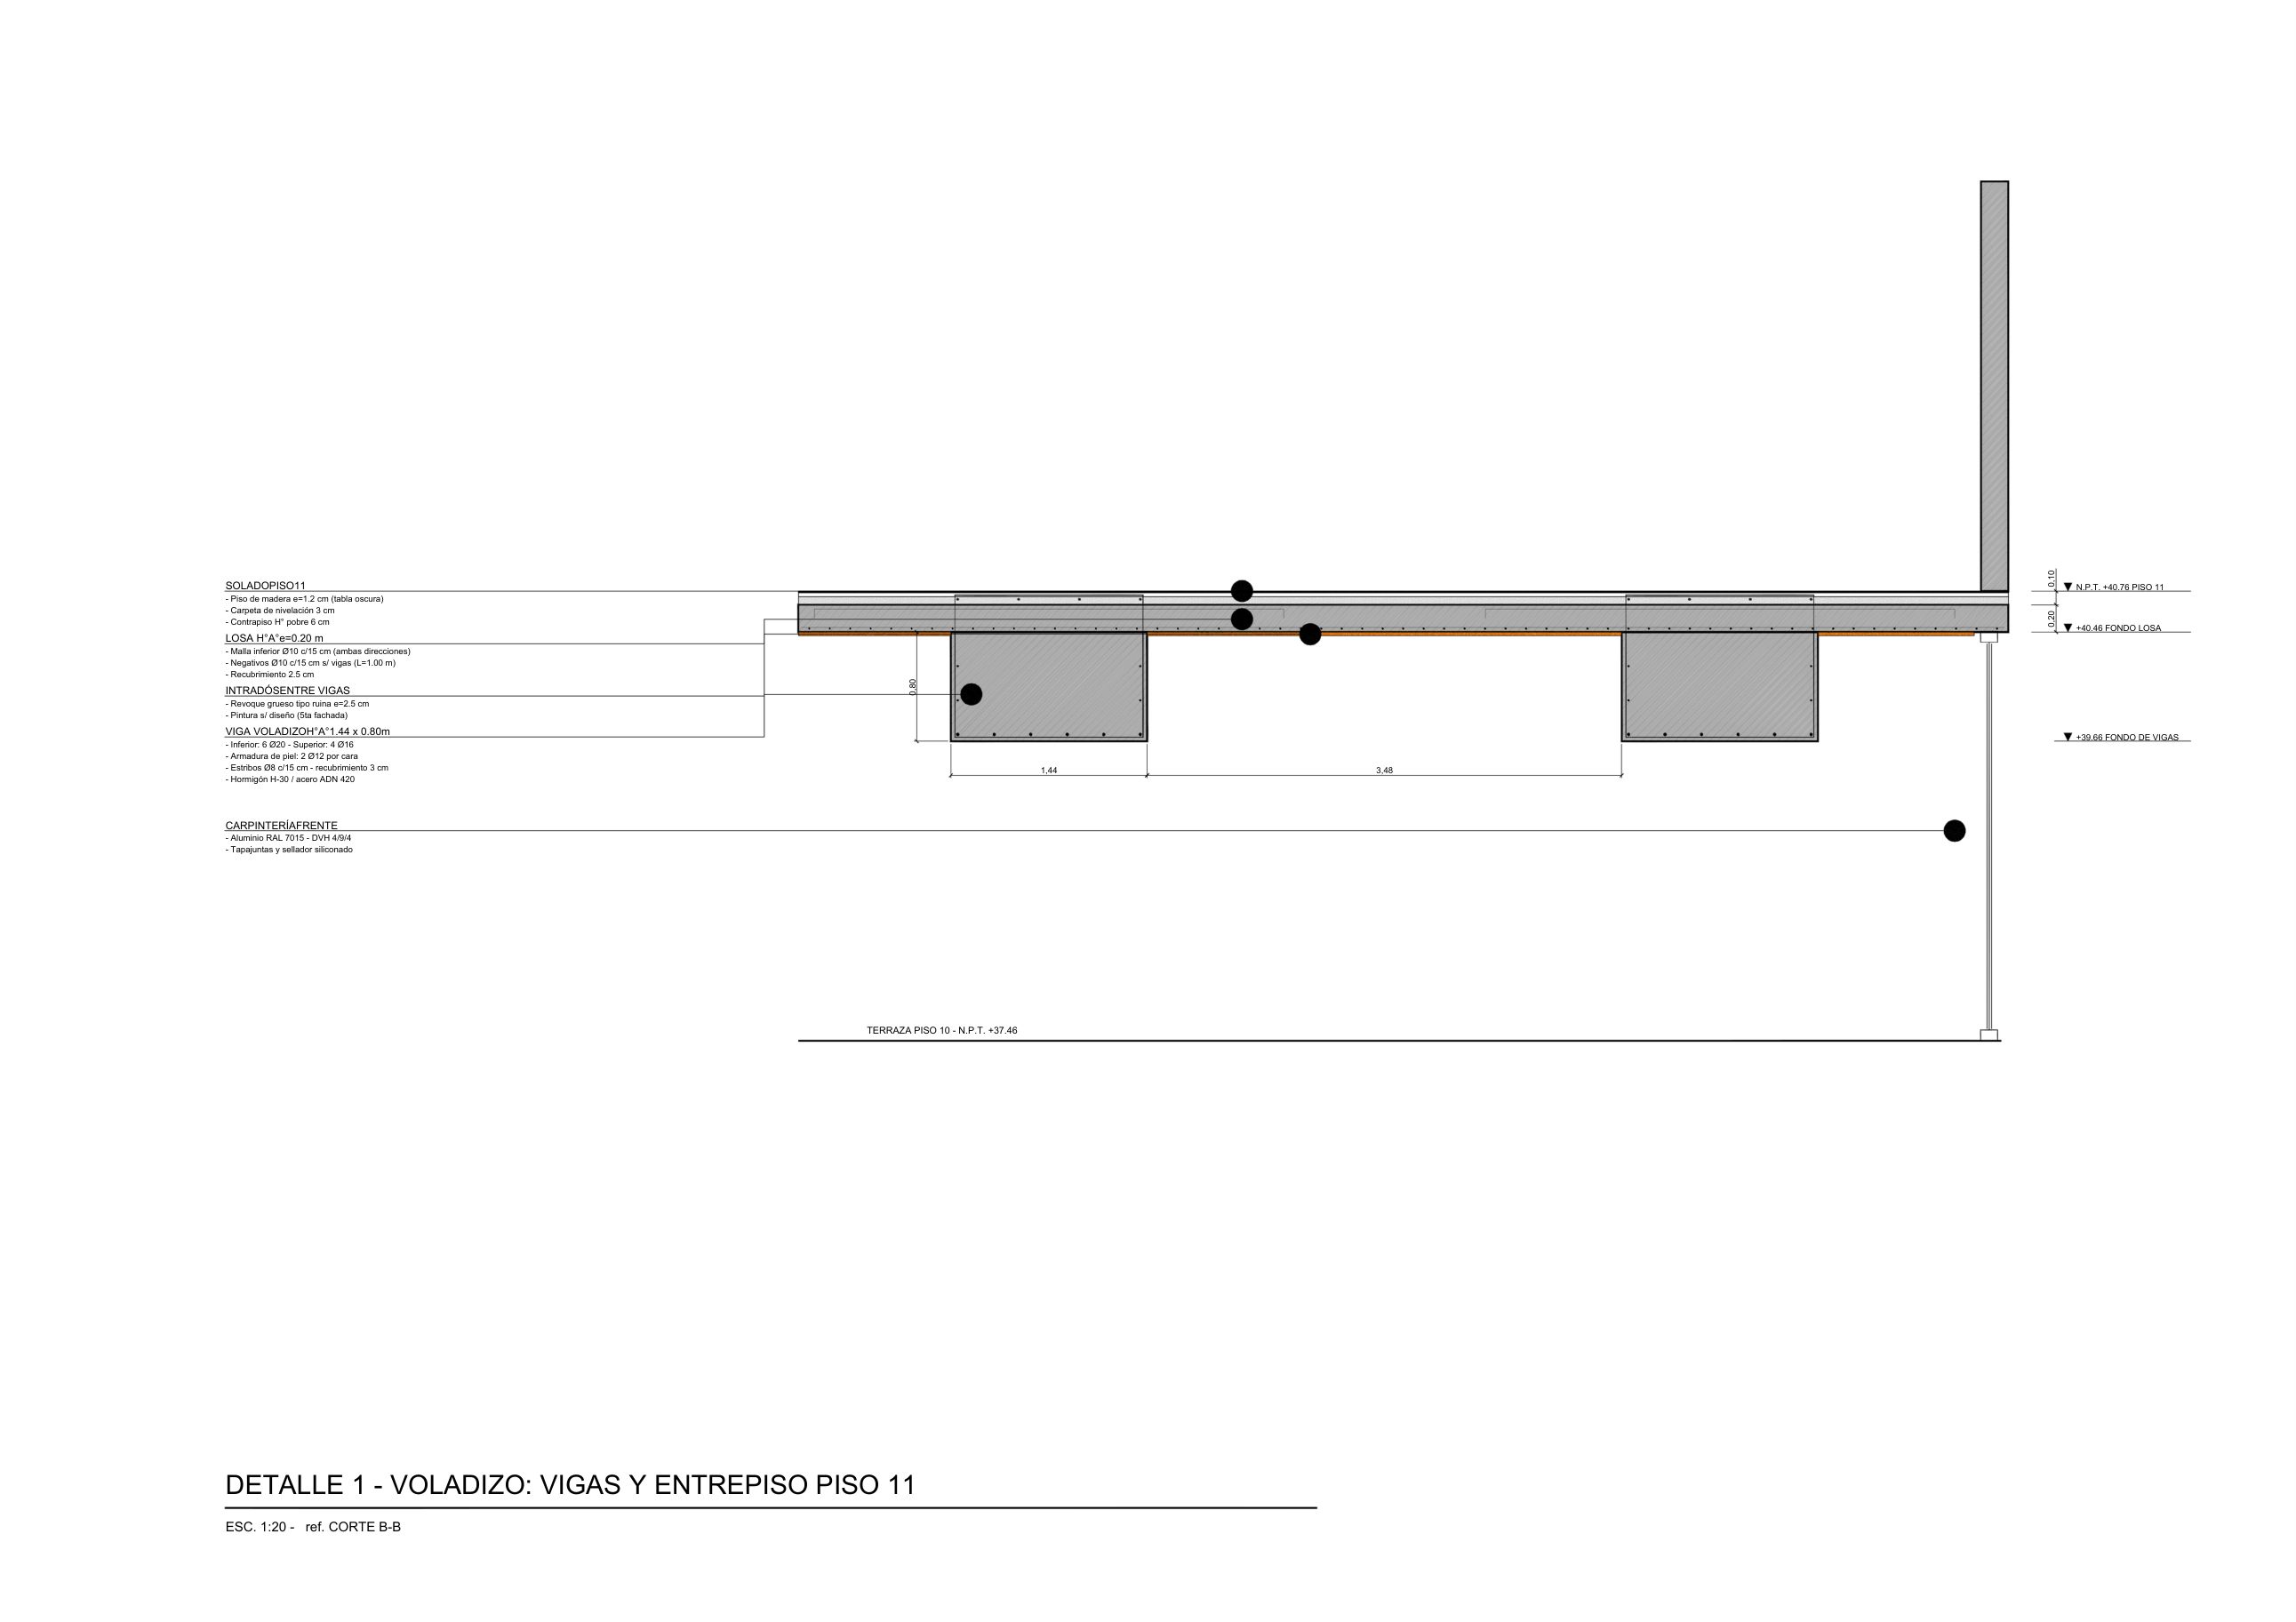 SOLADOPISO11
- Piso de madera e=1.2 cm (tabla oscura)
- Carpeta de nivelación 3 cm
- Contrapiso H° pobre 6 cm
LOSA H°A°e=0.20 m
- Malla inferior Ø10 c/15 cm (ambas direcciones)
- Negativos Ø10 c/15 cm s/ vigas (L=1.00 m)
- Recubrimiento 2.5 cm
INTRADÓSENTRE VIGAS
- Revoque grueso tipo ruina e=2.5 cm
- Pintura s/ diseño (5ta fachada)
VIGA VOLADIZOH°A°1.44 x 0.80m
- Inferior: 6 Ø20 - Superior: 4 Ø16
- Armadura de piel: 2 Ø12 por cara
- Estribos Ø8 c/15 cm - recubrimiento 3 cm
- Hormigón H-30 / acero ADN 420
CARPINTERÍAFRENTE
- Aluminio RAL 7015 - DVH 4/9/4
- Tapajuntas y sellador siliconado
0,80
1,44
3,48
0,10
N.P.T. +40.76 PISO 11
0,20
+40.46 FONDO LOSA
+39.66 FONDO DE VIGAS
TERRAZA PISO 10 - N.P.T. +37.46
DETALLE 1 - VOLADIZO: VIGAS Y ENTREPISO PISO 11
ESC. 1:20 - ref. CORTE B-B